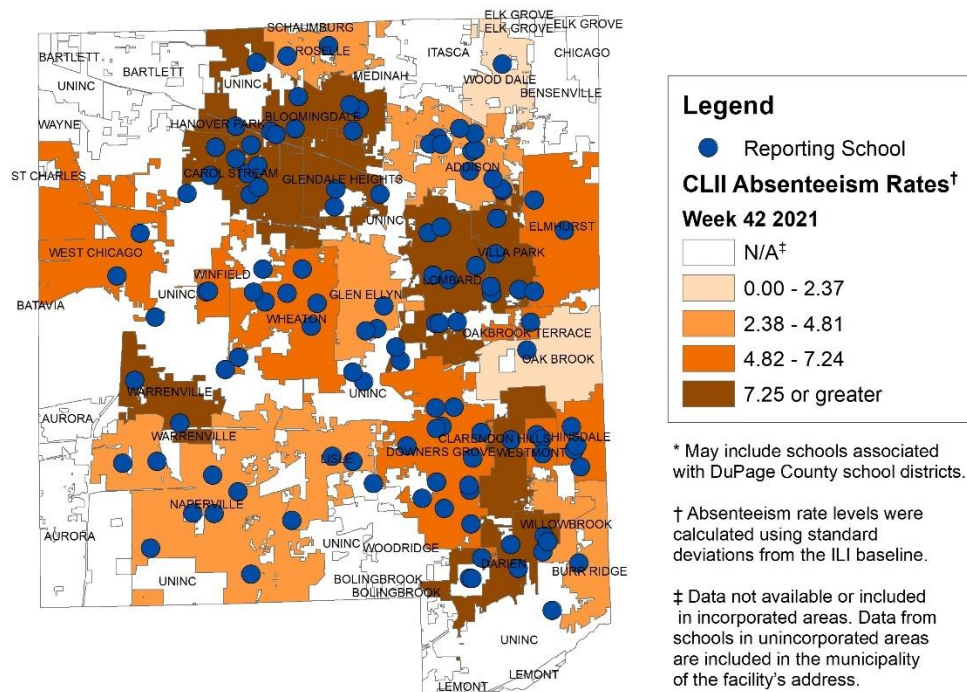 ELK GROVE
ELK GROVE
ELK GROVE
SCHAUMBURG
ROSELLE
ITASCA
CHICAGO
BARTLETT
BARTLETT
MEDINAH
UNINC
UNINC
WOOD DALE
BENSENVILLE
WAYNE
HANOVER PARK
BLOOMINGDALE
ADDISON
ST CHARLES
CAROL STREAM
GLENDALE HEIGHTS
UNINC
ELMHURST
WEST CHICAGO
VILLA PARK
WINFIELD
LOMBARD
UNINC
GLEN ELLYN
BATAVIA
WHEATON
OAKBROOK TERRACE
OAK BROOK
UNINC
WARRENVILLE
AURORA
WARRENVILLE
CLARENDON HILLS
HINSDALE
LISLE
DOWNERS GROVE
WESTMONT
NAPERVILLE
WILLOWBROOK
AURORA
UNINC
WOODRIDGE
DARIEN
BURR RIDGE
UNINC
BOLINGBROOK
BOLINGBROOK
UNINC
LEMONT
LEMONT
Legend
Reporting School
CLII Absenteeism Rates†
Week 42 2021
N/A‡
0.00 - 2.37
2.38 - 4.81
4.82 - 7.24
7.25 or greater
* May include schools associated
with DuPage County school districts.
† Absenteeism rate levels were
calculated using standard
deviations from the ILI baseline.
‡ Data not available or included
in incorporated areas. Data from
schools in unincorporated areas
are included in the municipality
of the facility's address.